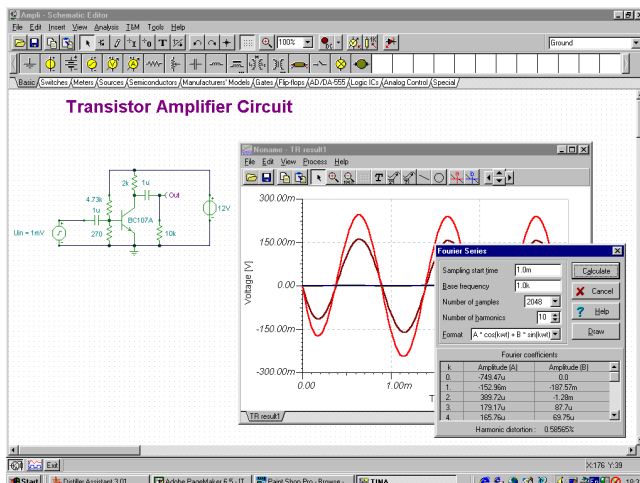 Ampli - Schematic Editor
File Edit Insert View Analysis T&M Tools Help
100% Ground
Basic Switches Meters Sources Semiconductors Manufacturers' Models Gates Flip-flops AD/DA-555 Logic ICs Analog Control Special
Transistor Amplifier Circuit
2k 1u
Out
4.73k
1u
BC107A
12V
Uin = 1mV
270
10k
Noname - TR result1
File Edit View Process Help
300.00m
150.00m
0.00
-150.00m
-300.00m
Voltage [V]
0.00 1.00m
T
TR result1
Fourier Series
Sampling start time 1.0m Calculate
Base frequency 1.0k Cancel
Number of samples 2048
Number of harmonics 10 Help
Format A * cos(kwt) + B * sin(kwt) Draw
Fourier coefficients
k Amplitude (A) Amplitude (B)
0. -749.47u 0.0
1. -152.96m -187.57m
2. 389.72u -1.28m
3. 179.17u 87.7u
4. 165.76u 69.75u
Harmonic distortion : 0.58565%
Exit
X:176 Y:39
Start Distiller Assistant 3.01 Adobe PageMaker 6.5 - [T Paint Shop Pro - Browse - TINA